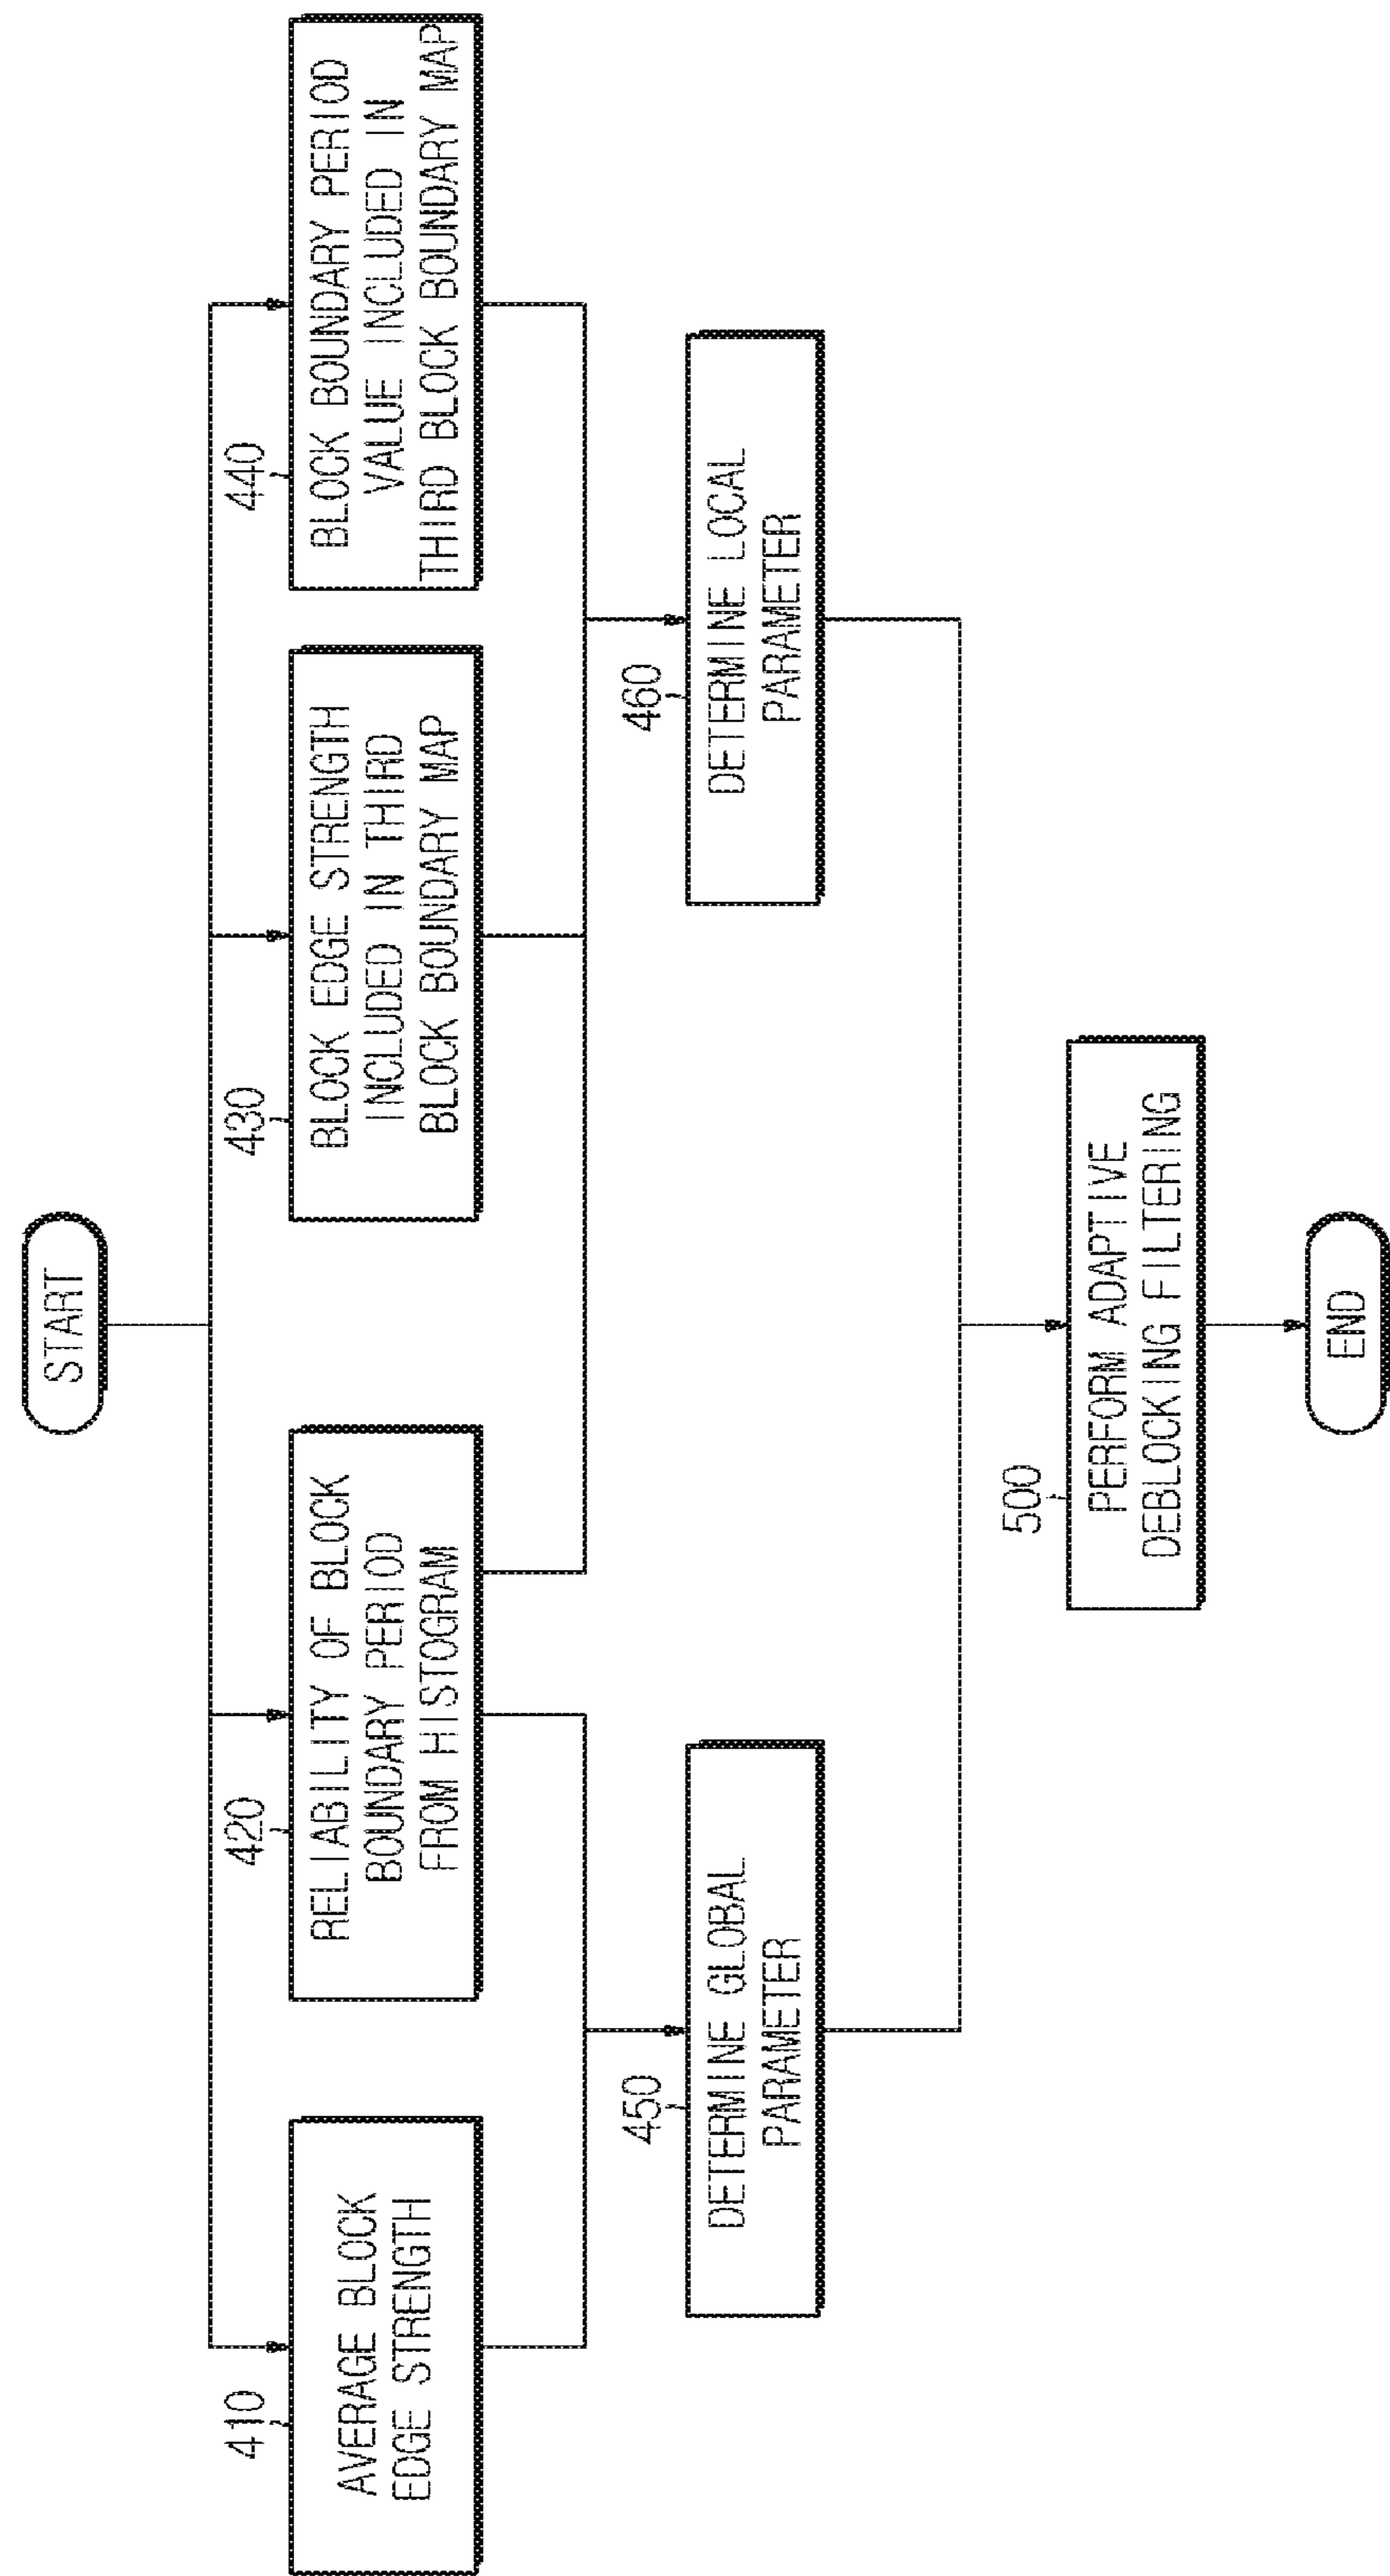 START
410
AVERAGE BLOCK
EDGE STRENGTH
420
RELIABILITY OF BLOCK
BOUNDARY PERIOD
FROM HISTOGRAM
430
BLOCK EDGE STRENGTH
INCLUDED IN THIRD
BLOCK BOUNDARY MAP
440
BLOCK BOUNDARY PERIOD
VALUE INCLUDED IN
THIRD BLOCK BOUNDARY MAP
450
DETERMINE GLOBAL
PARAMETER
460
DETERMINE LOCAL
PARAMETER
500
PERFORM ADAPTIVE
DEBLOCKING FILTERING
END